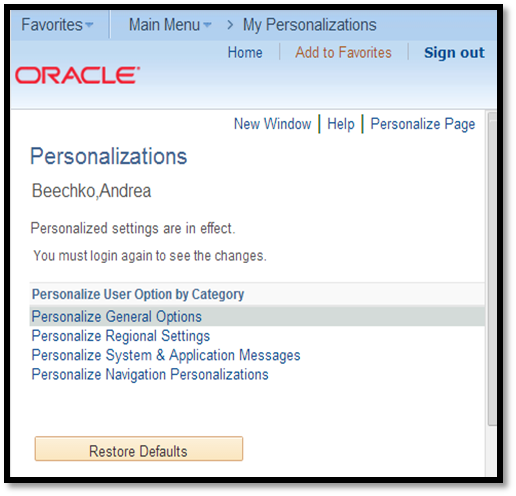 Favorites Main Menu > My Personalizations
Home Add to Favorites Sign out
ORACLE
New Window | Help | Personalize Page
Personalizations
Beechko,Andrea
Personalized settings are in effect.
You must login again to see the changes.
Personalize User Option by Category
Personalize General Options
Personalize Regional Settings
Personalize System & Application Messages
Personalize Navigation Personalizations
Restore Defaults